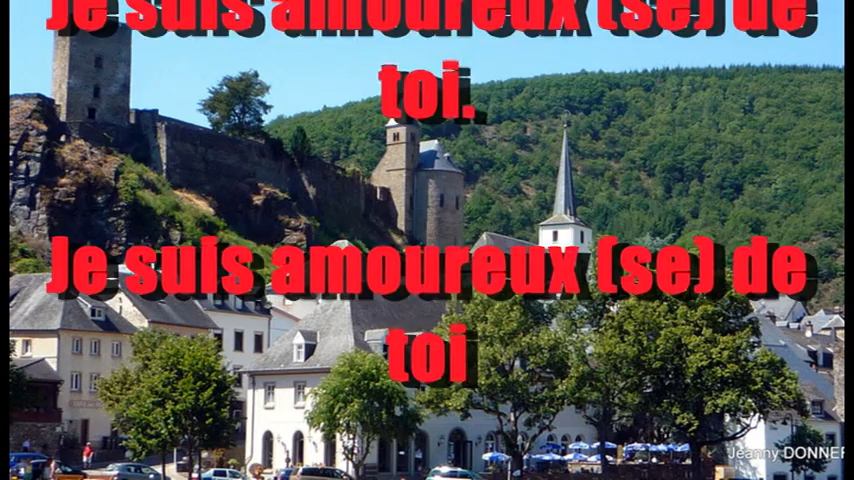 Je suis amoureux (se) de
toi.
Je suis amoureux (se) de
toi
Jeanny DONNER